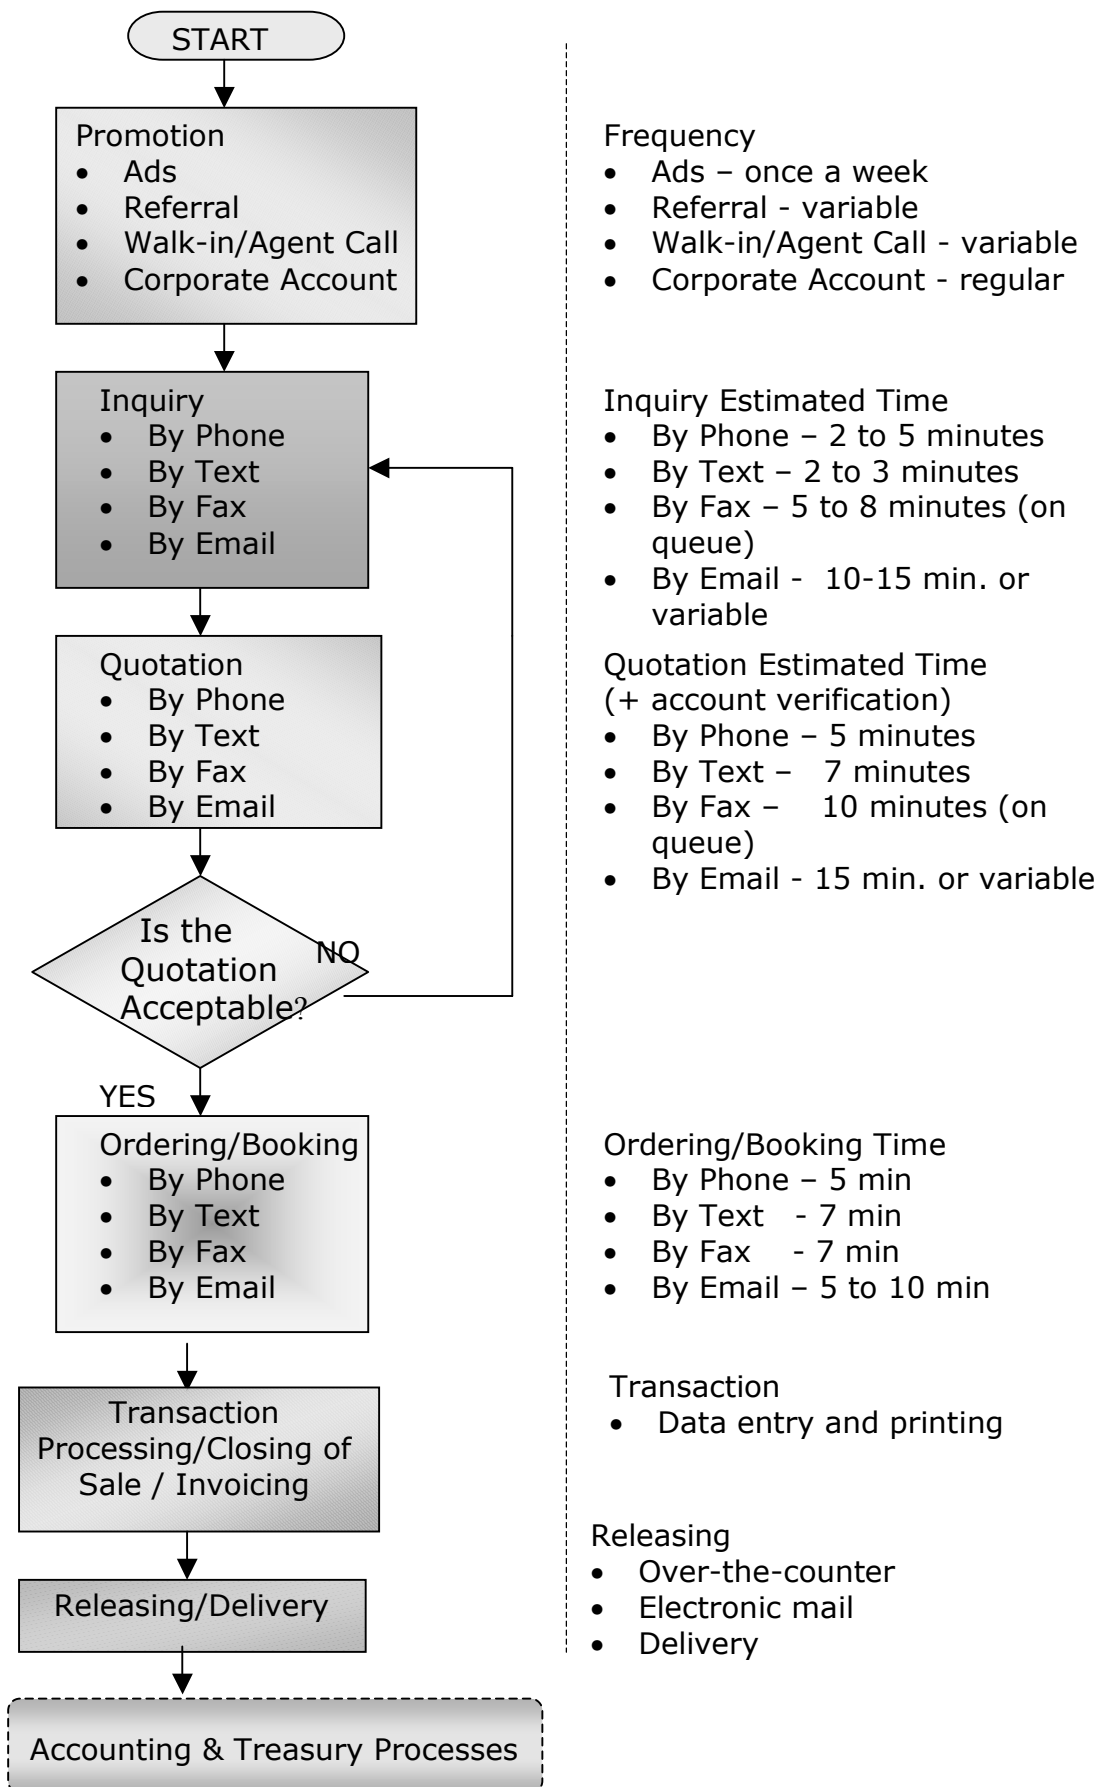 START
Promotion
• Ads
• Referral
• Walk-in/Agent Call
• Corporate Account
Frequency
• Ads – once a week
• Referral - variable
• Walk-in/Agent Call - variable
• Corporate Account - regular
Inquiry
• By Phone
• By Text
• By Fax
• By Email
Inquiry Estimated Time
• By Phone – 2 to 5 minutes
• By Text – 2 to 3 minutes
• By Fax – 5 to 8 minutes (on
queue)
• By Email - 10-15 min. or
variable
Quotation
• By Phone
• By Text
• By Fax
• By Email
Quotation Estimated Time
(+ account verification)
• By Phone – 5 minutes
• By Text – 7 minutes
• By Fax – 10 minutes (on
queue)
• By Email - 15 min. or variable
Is the
Quotation
Acceptable?
NO
YES
Ordering/Booking
• By Phone
• By Text
• By Fax
• By Email
Ordering/Booking Time
• By Phone – 5 min
• By Text - 7 min
• By Fax - 7 min
• By Email – 5 to 10 min
Transaction
Processing/Closing of
Sale / Invoicing
Transaction
• Data entry and printing
Releasing/Delivery
Releasing
• Over-the-counter
• Electronic mail
• Delivery
Accounting & Treasury Processes